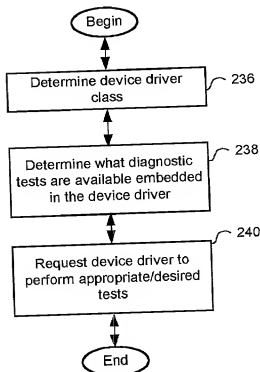 Begin
Determine device driver
class
236
Determine what diagnostic
tests are available embedded
in the device driver
238
Request device driver to
perform appropriate/desired
tests
240
End